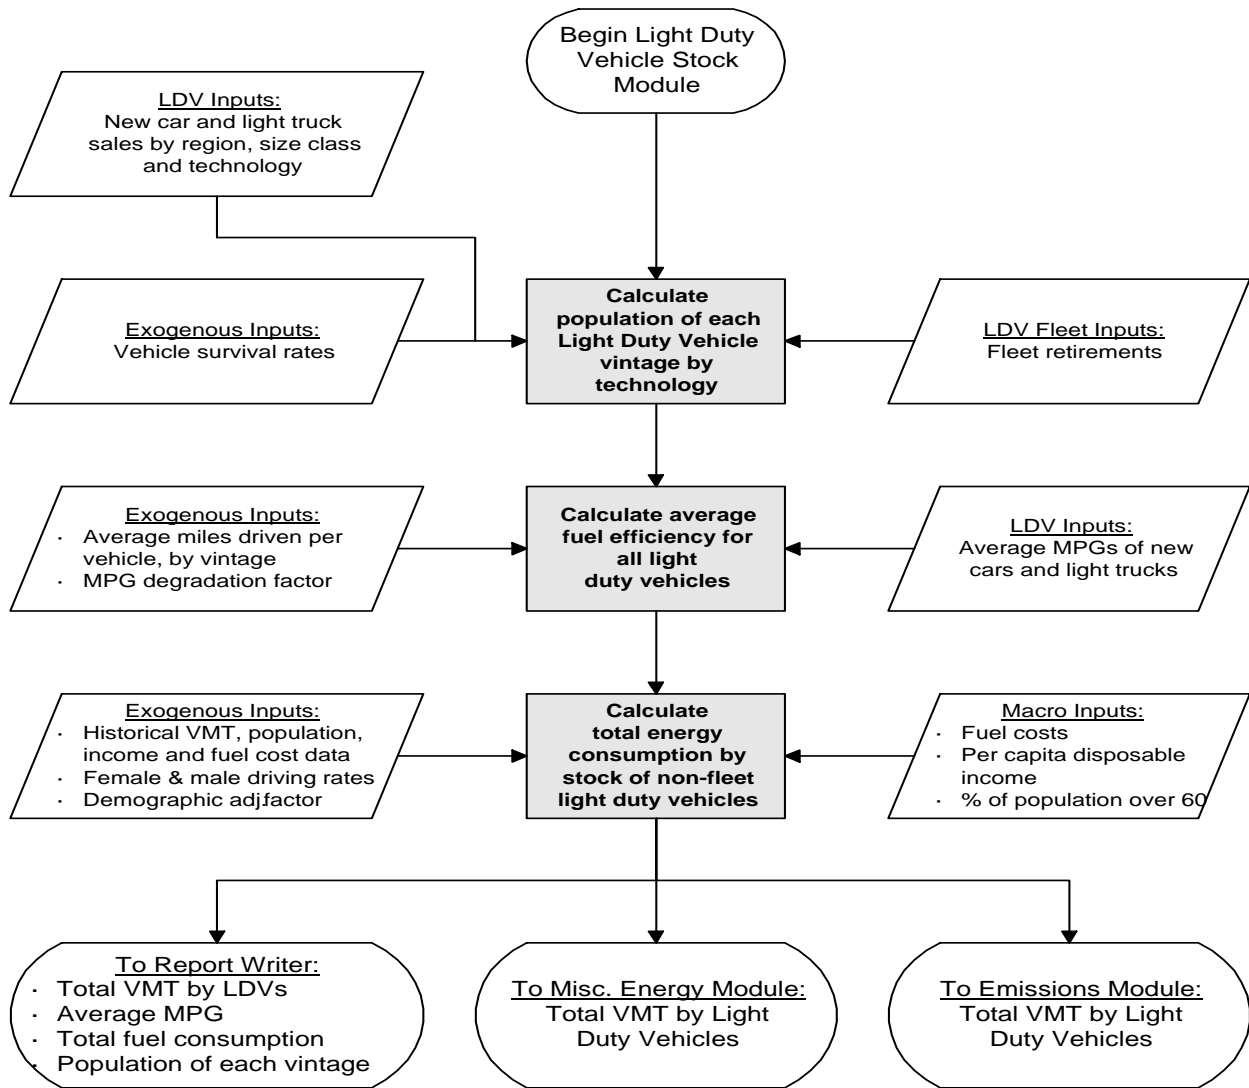 Begin Light Duty
Vehicle Stock
Module
LDV Inputs:
New car and light truck
sales by region, size class
and technology
Exogenous Inputs:
Vehicle survival rates
Calculate
population of each
Light Duty Vehicle
vintage by
technology
LDV Fleet Inputs:
Fleet retirements
Exogenous Inputs:
· Average miles driven per
vehicle, by vintage
· MPG degradation factor
Calculate average
fuel efficiency for
all light
duty vehicles
LDV Inputs:
Average MPGs of new
cars and light trucks
Exogenous Inputs:
· Historical VMT, population,
income and fuel cost data
· Female & male driving rates
· Demographic adj.factor
Calculate
total energy
consumption by
stock of non-fleet
light duty vehicles
Macro Inputs:
· Fuel costs
· Per capita disposable
income
· % of population over 60
To Report Writer:
· Total VMT by LDVs
· Average MPG
· Total fuel consumption
· Population of each vintage
To Misc. Energy Module:
Total VMT by Light
Duty Vehicles
To Emissions Module:
Total VMT by Light
Duty Vehicles